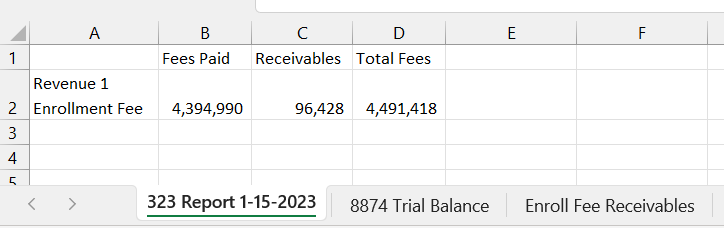 A B C D E F
1 Fees Paid Receivables Total Fees
Revenue 1
2 Enrollment Fee 4,394,990 96,428 4,491,418
3
4
5
323 Report 1-15-2023 8874 Trial Balance Enroll Fee Receivables